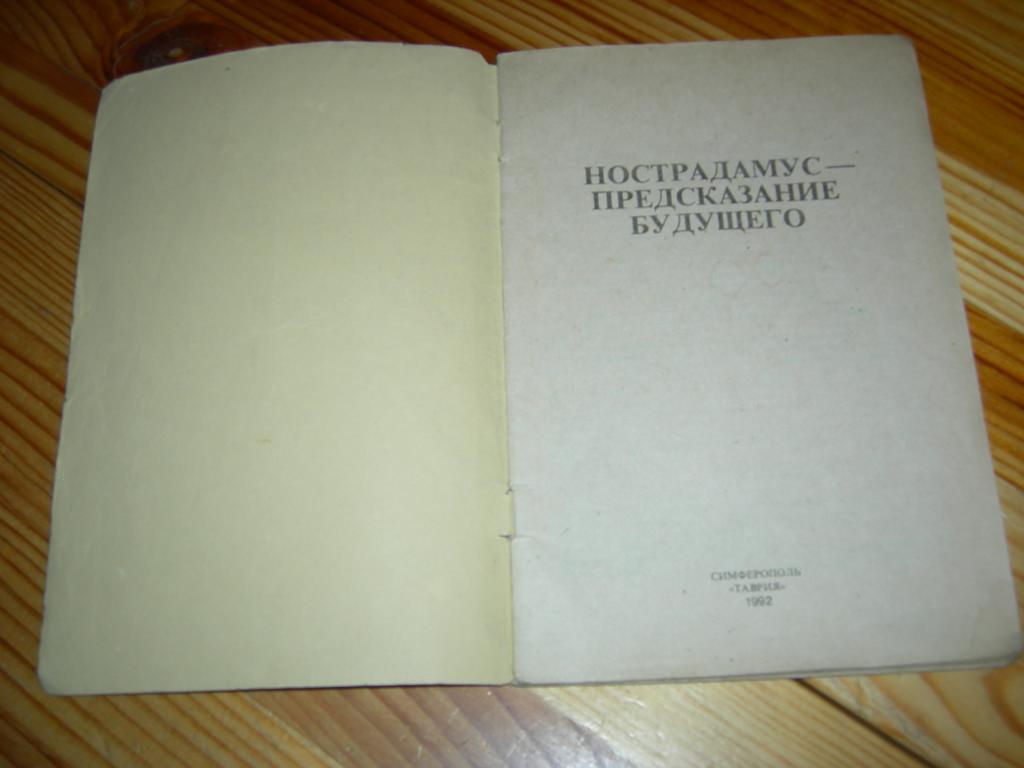 НОСТРАДАМУС —
ПРЕДСКАЗАНИЕ
БУДУЩЕГО
СИМФЕРОПОЛЬ
«ТАВРИЯ»
1992